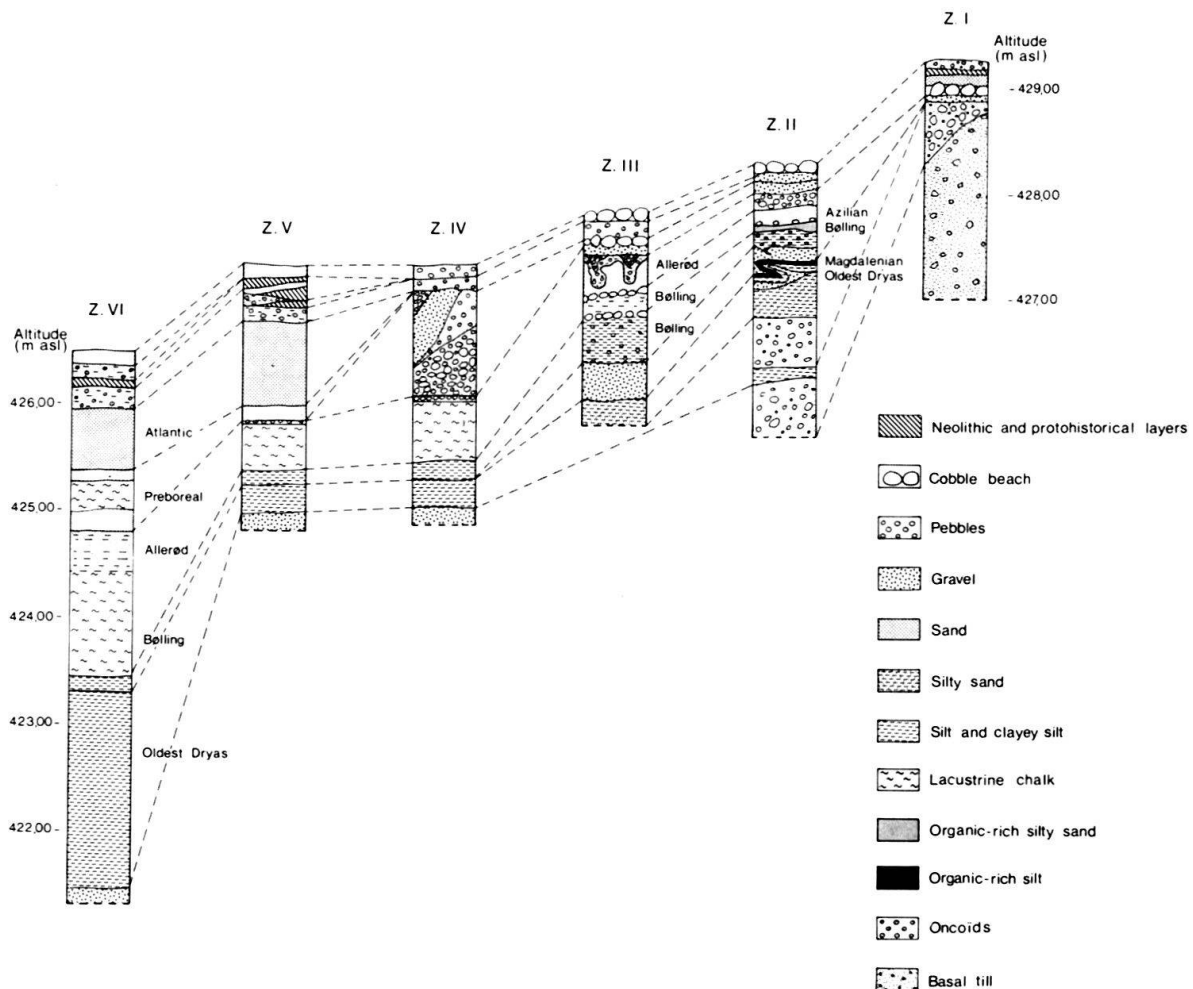 Z. I
Altitude
(m asl)
- 429,00
- 428,00
- 427,00
Z. II
Azilian
Bølling
Magdalenian
Oldest Dryas
Z. III
Allerød
Bølling
Bølling
Z. IV
Z. V
Z. VI
Altitude
(m asl)
426,00 -
425,00 -
424,00 -
423,00 -
422,00 -
Atlantic
Preboreal
Allerød
Bølling
Oldest Dryas
Neolithic and protohistorical layers
Cobble beach
Pebbles
Gravel
Sand
Silty sand
Silt and clayey silt
Lacustrine chalk
Organic-rich silty sand
Organic-rich silt
Oncoïds
Basal till